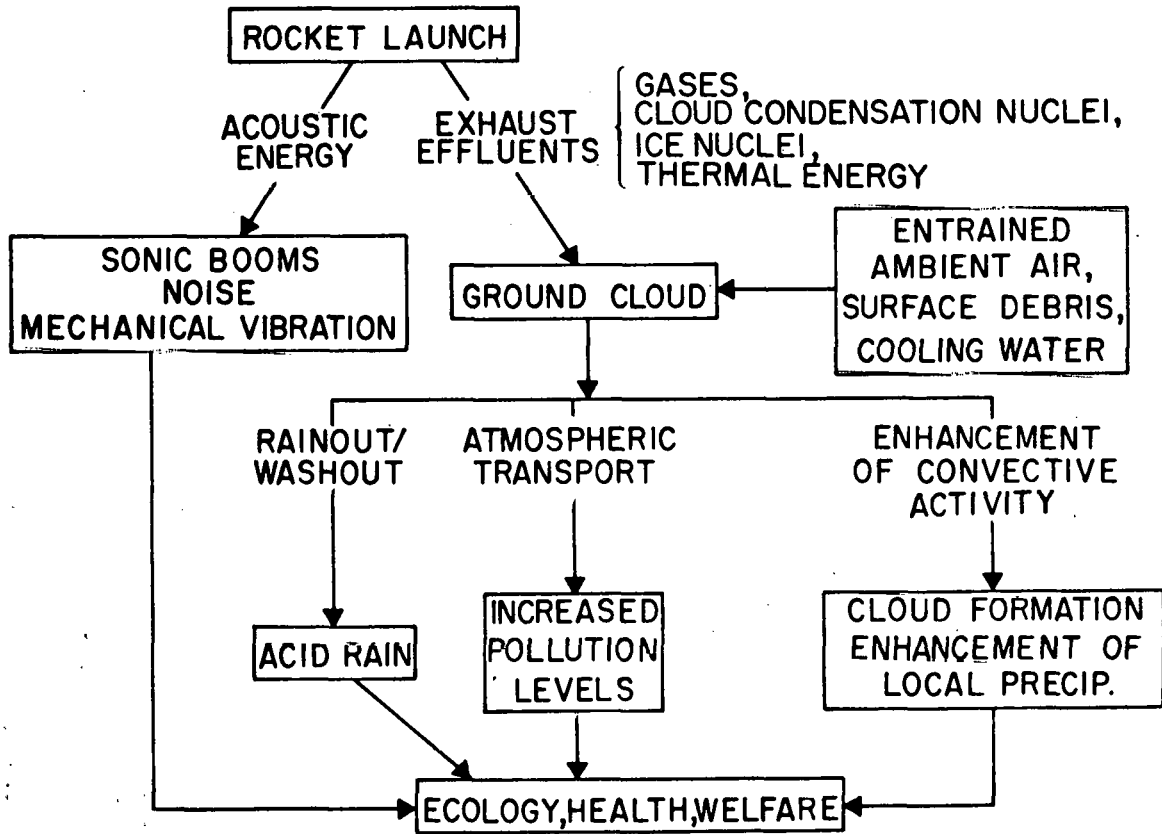 ROCKET LAUNCH
ACOUSTIC
ENERGY
EXHAUST
EFFLUENTS
GASES,
CLOUD CONDENSATION NUCLEI,
ICE NUCLEI,
THERMAL ENERGY
SONIC BOOMS
NOISE
MECHANICAL VIBRATION
GROUND CLOUD
ENTRAINED
AMBIENT AIR,
SURFACE DEBRIS,
COOLING WATER
RAINOUT/
WASHOUT
ATMOSPHERIC
TRANSPORT
ENHANCEMENT
OF CONVECTIVE
ACTIVITY
ACID RAIN
INCREASED
POLLUTION
LEVELS
CLOUD FORMATION
ENHANCEMENT OF
LOCAL PRECIP.
ECOLOGY, HEALTH, WELFARE